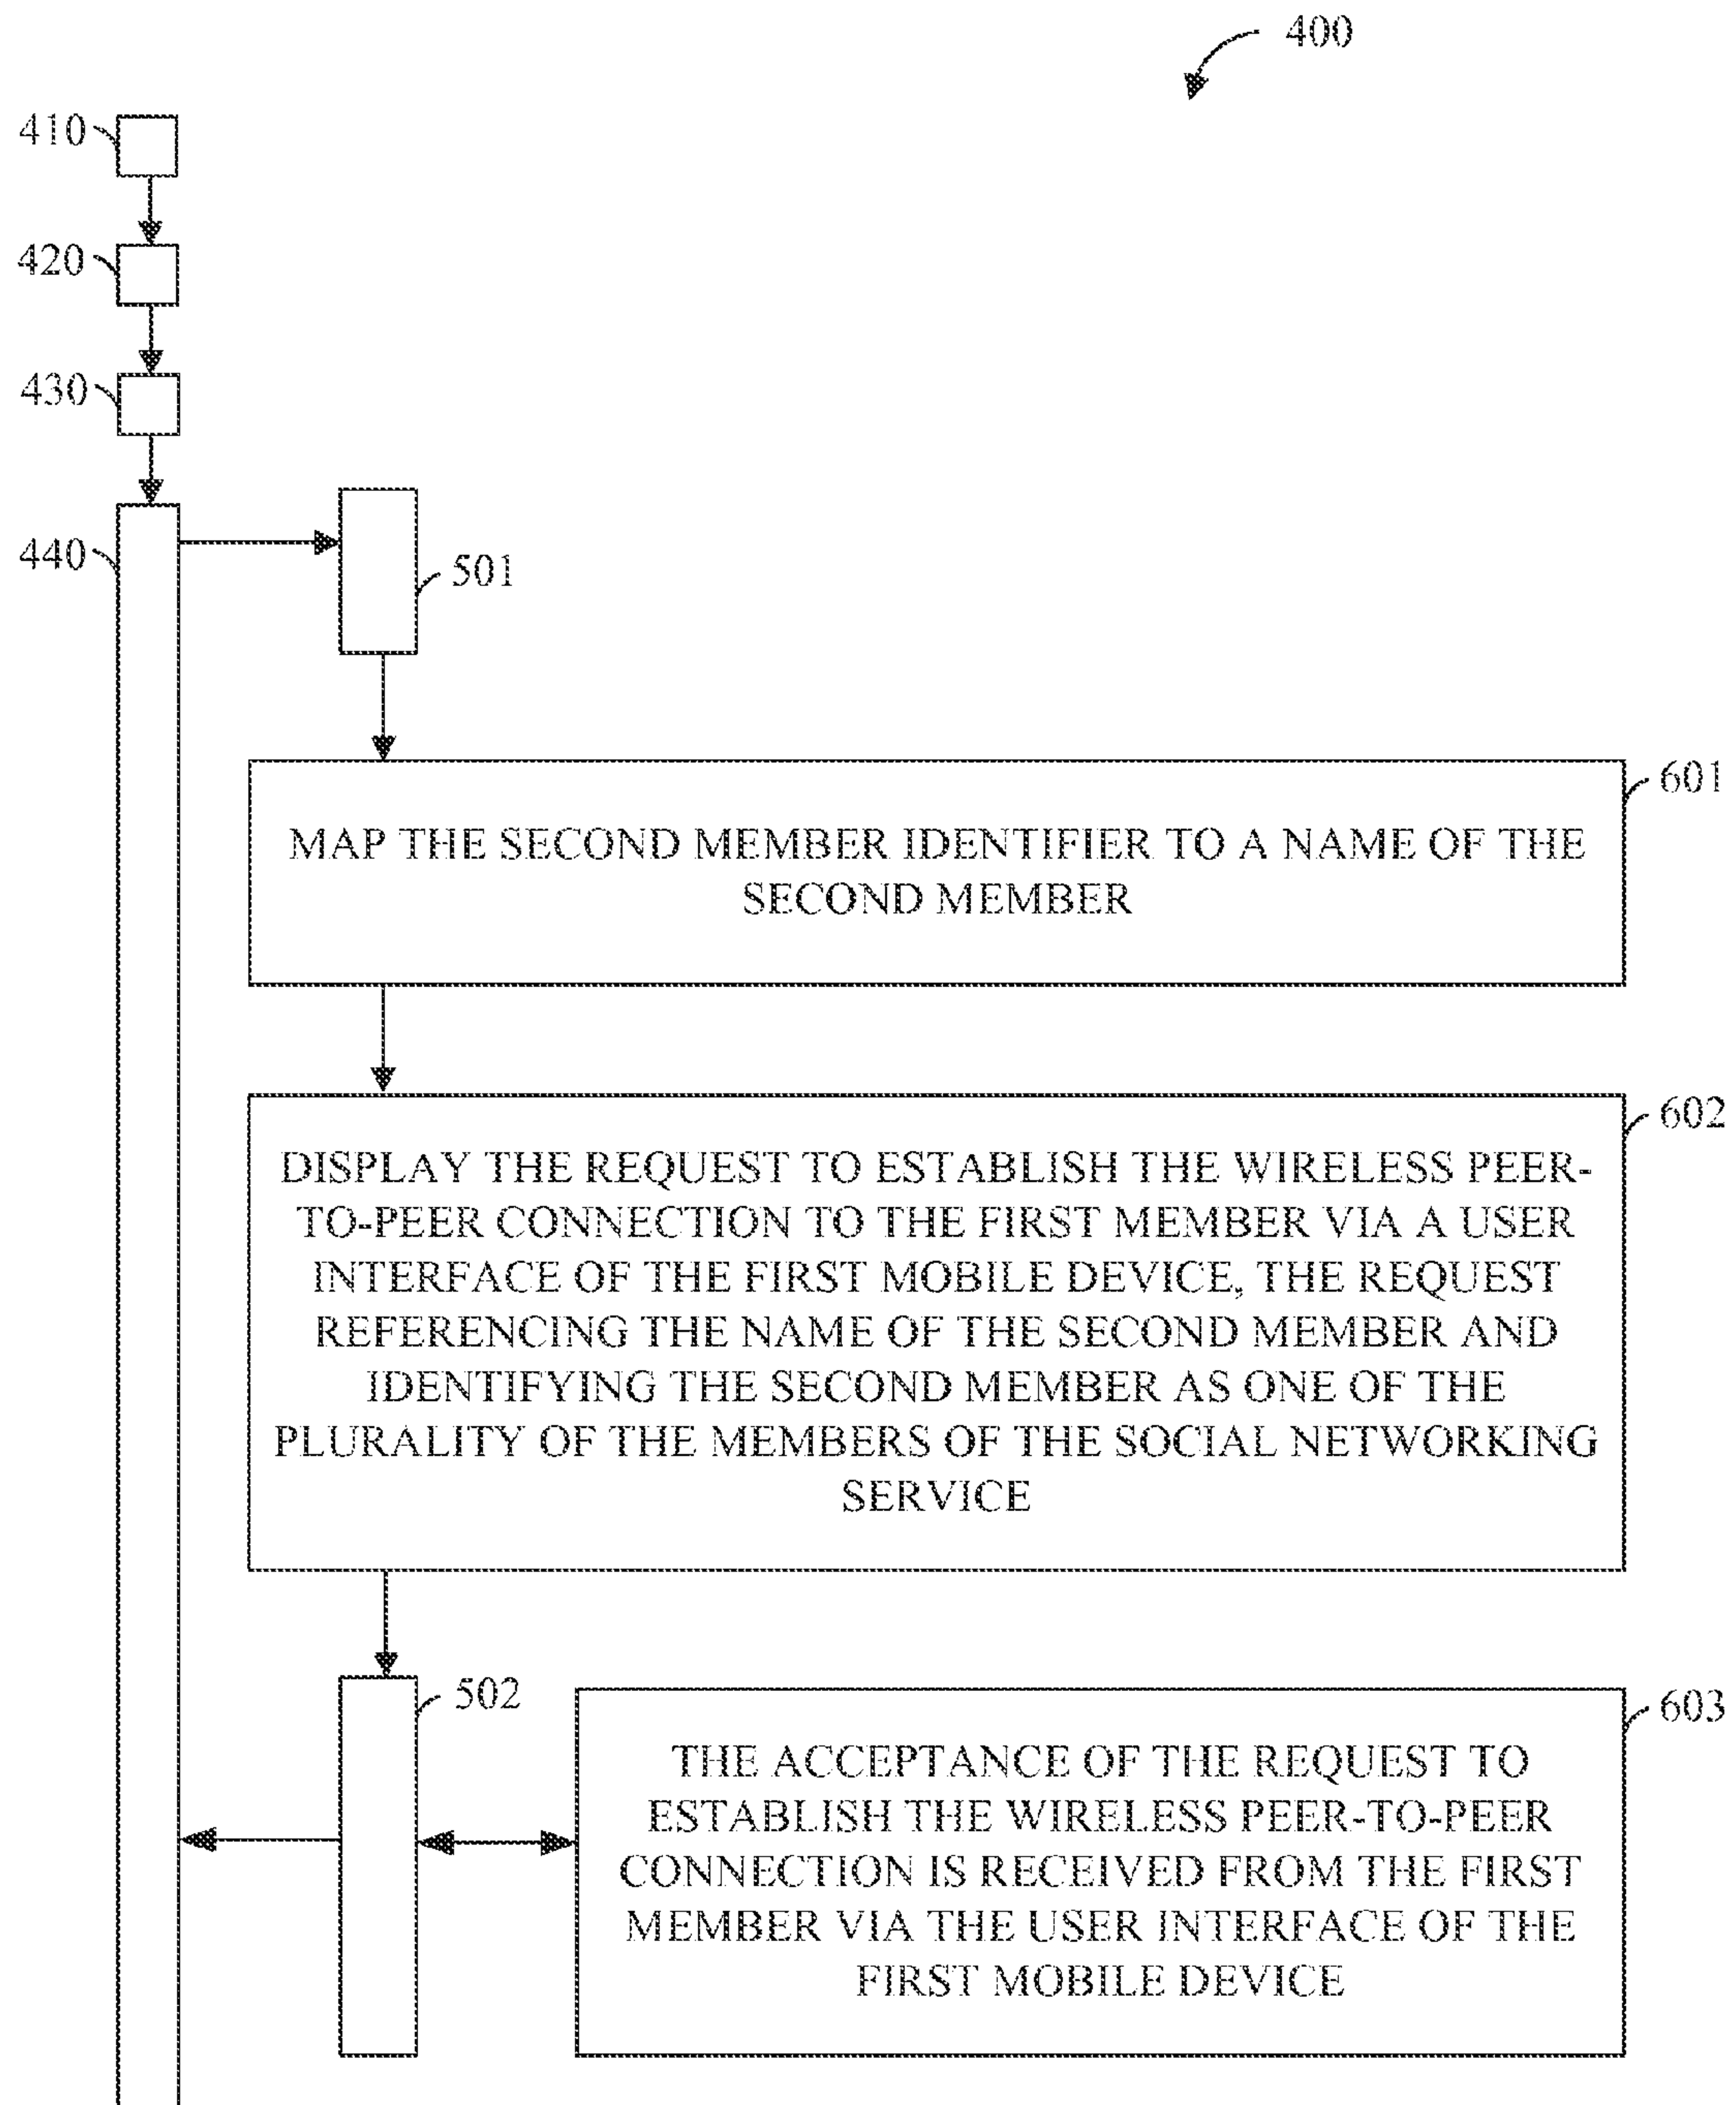 400
410
420
430
440
501
601
MAP THE SECOND MEMBER IDENTIFIER TO A NAME OF THE
SECOND MEMBER
602
DISPLAY THE REQUEST TO ESTABLISH THE WIRELESS PEER-
TO-PEER CONNECTION TO THE FIRST MEMBER VIA A USER
INTERFACE OF THE FIRST MOBILE DEVICE, THE REQUEST
REFERENCING THE NAME OF THE SECOND MEMBER AND
IDENTIFYING THE SECOND MEMBER AS ONE OF THE
PLURALITY OF THE MEMBERS OF THE SOCIAL NETWORKING
SERVICE
502
603
THE ACCEPTANCE OF THE REQUEST TO
ESTABLISH THE WIRELESS PEER-TO-PEER
CONNECTION IS RECEIVED FROM THE FIRST
MEMBER VIA THE USER INTERFACE OF THE
FIRST MOBILE DEVICE